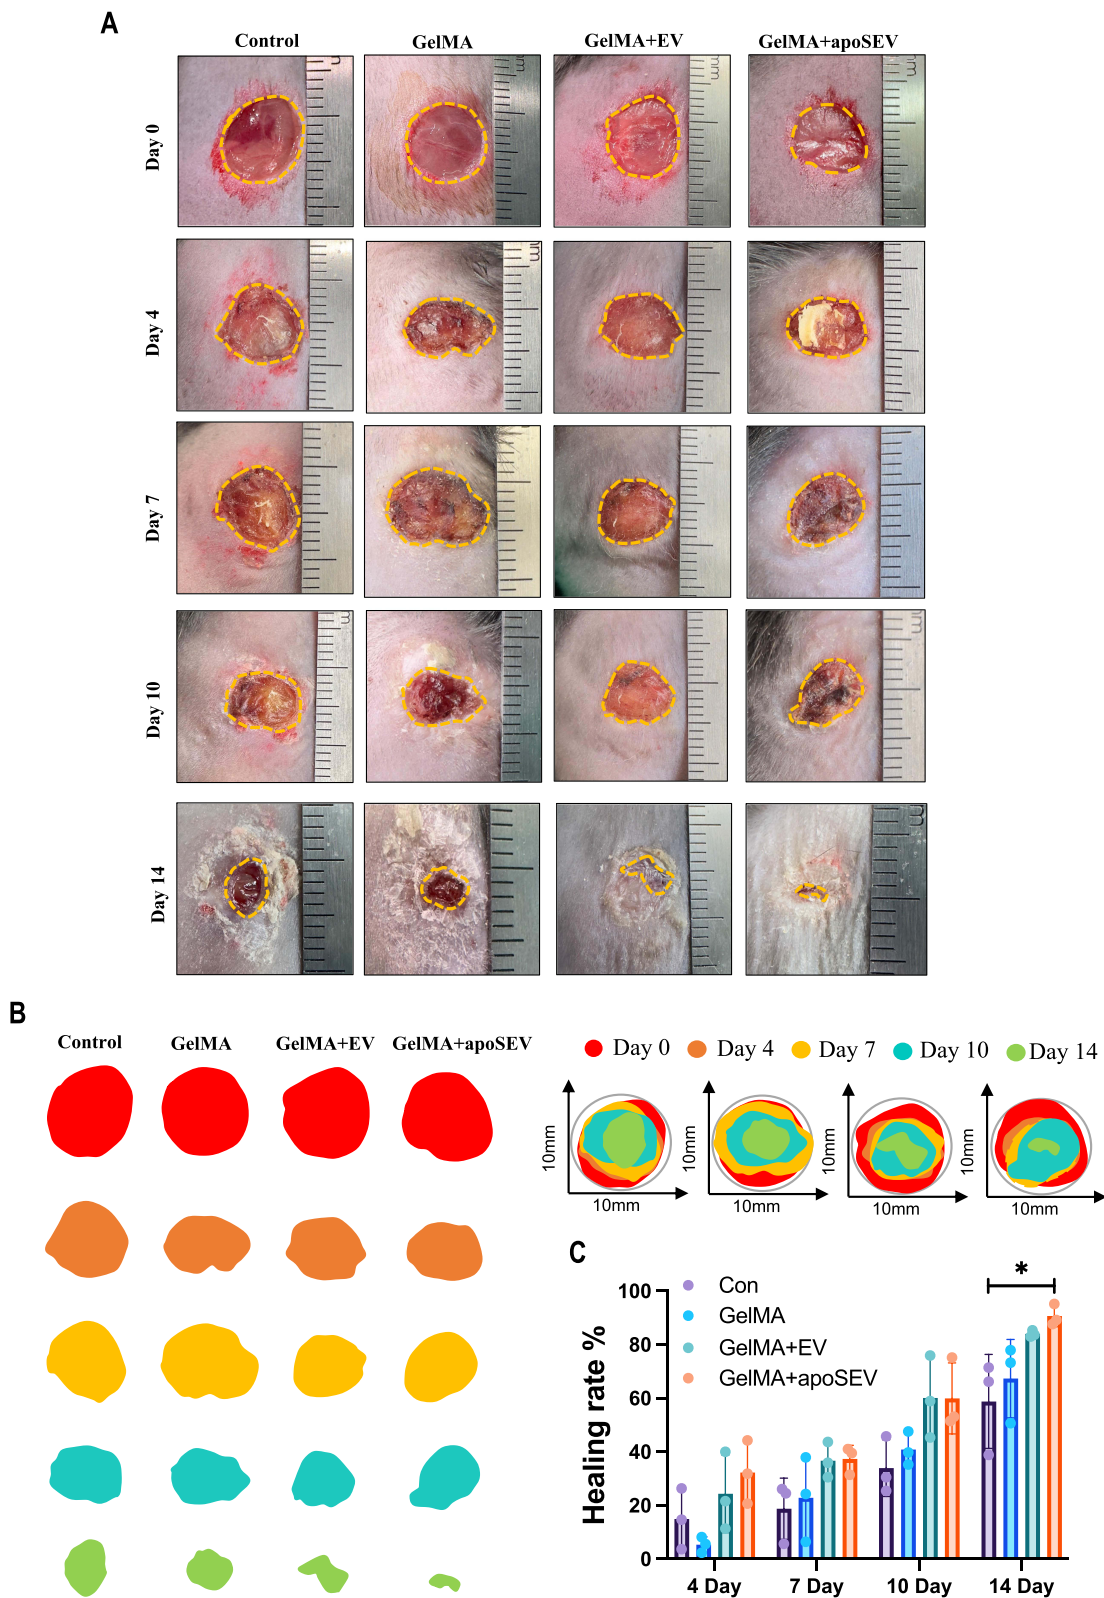 A
Control GelMA GelMA+EV GelMA+apoSEV
Day 0
Day 4
Day 7
Day 10
Day 14
B
Control GelMA GelMA+EV GelMA+apoSEV
Day 0 Day 4 Day 7 Day 10 Day 14
10mm 10mm 10mm 10mm
10mm 10mm 10mm 10mm
C
Healing rate %
100
80
60
40
20
0
Con
GelMA
GelMA+EV
GelMA+apoSEV
*
4 Day 7 Day 10 Day 14 Day